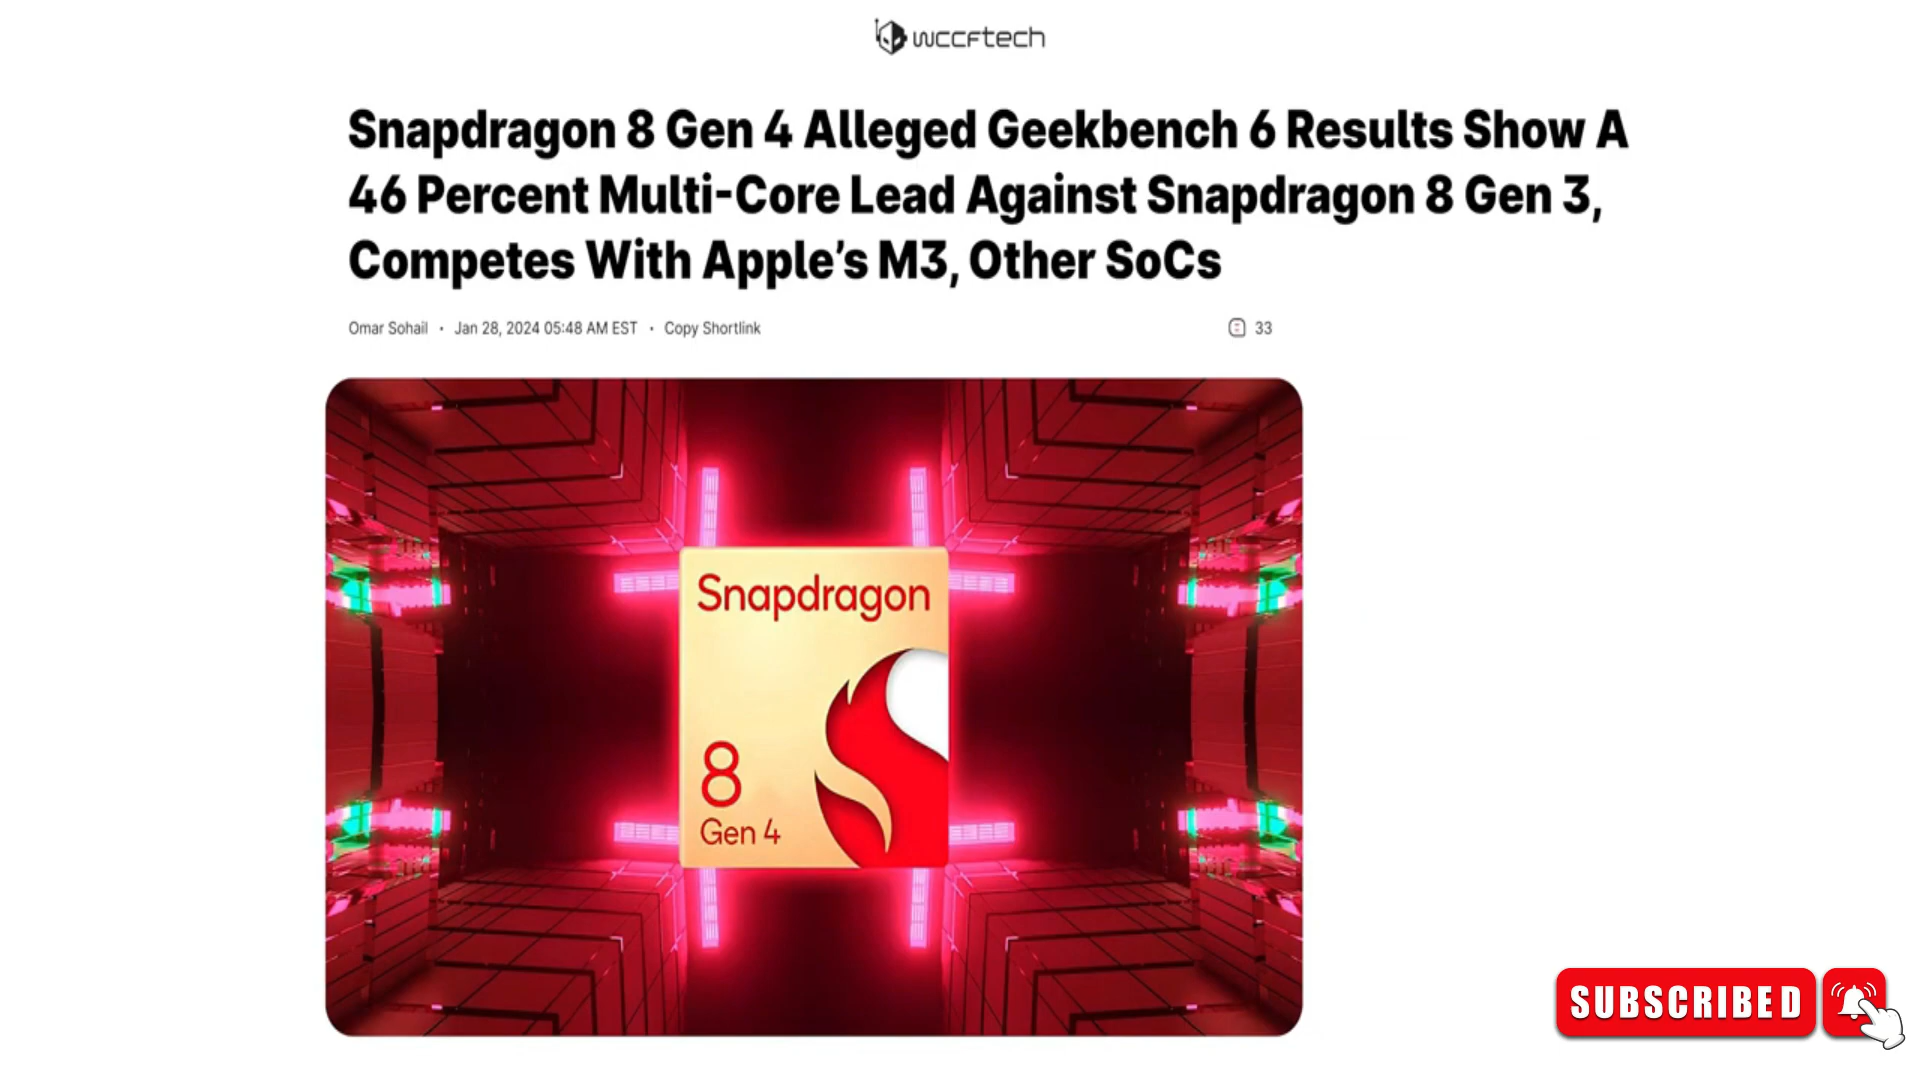 wccftech
Snapdragon 8 Gen 4 Alleged Geekbench 6 Results Show A
46 Percent Multi-Core Lead Against Snapdragon 8 Gen 3,
Competes With Apple’s M3, Other SoCs
Omar Sohail • Jan 28, 2024 05:48 AM EST • Copy Shortlink 33
Snapdragon
8
Gen 4
SUBSCRIBED